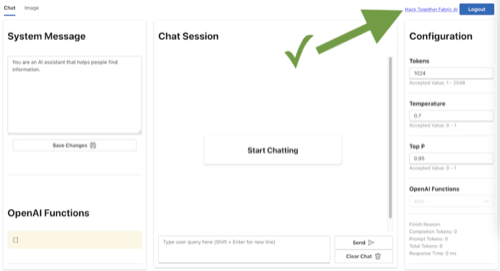 Chat Image
Hack Together Fabric AI
Logout
System Message
You are an AI assistant that helps people find
information.
Save Changes
OpenAI Functions
[]
Chat Session
Start Chatting
Type user query here (Shift + Enter for new line)
Send
Clear Chat
Configuration
Tokens
1024
Accepted Value: 1 - 2048
Temperature
0.7
Accepted Value: 0 - 1
Top P
0.95
Accepted Value: 0 - 1
OpenAI Functions
Finish Reason:
Completion Tokens: 0
Prompt Tokens: 0
Total Tokens: 0
Response Time: 0 ms